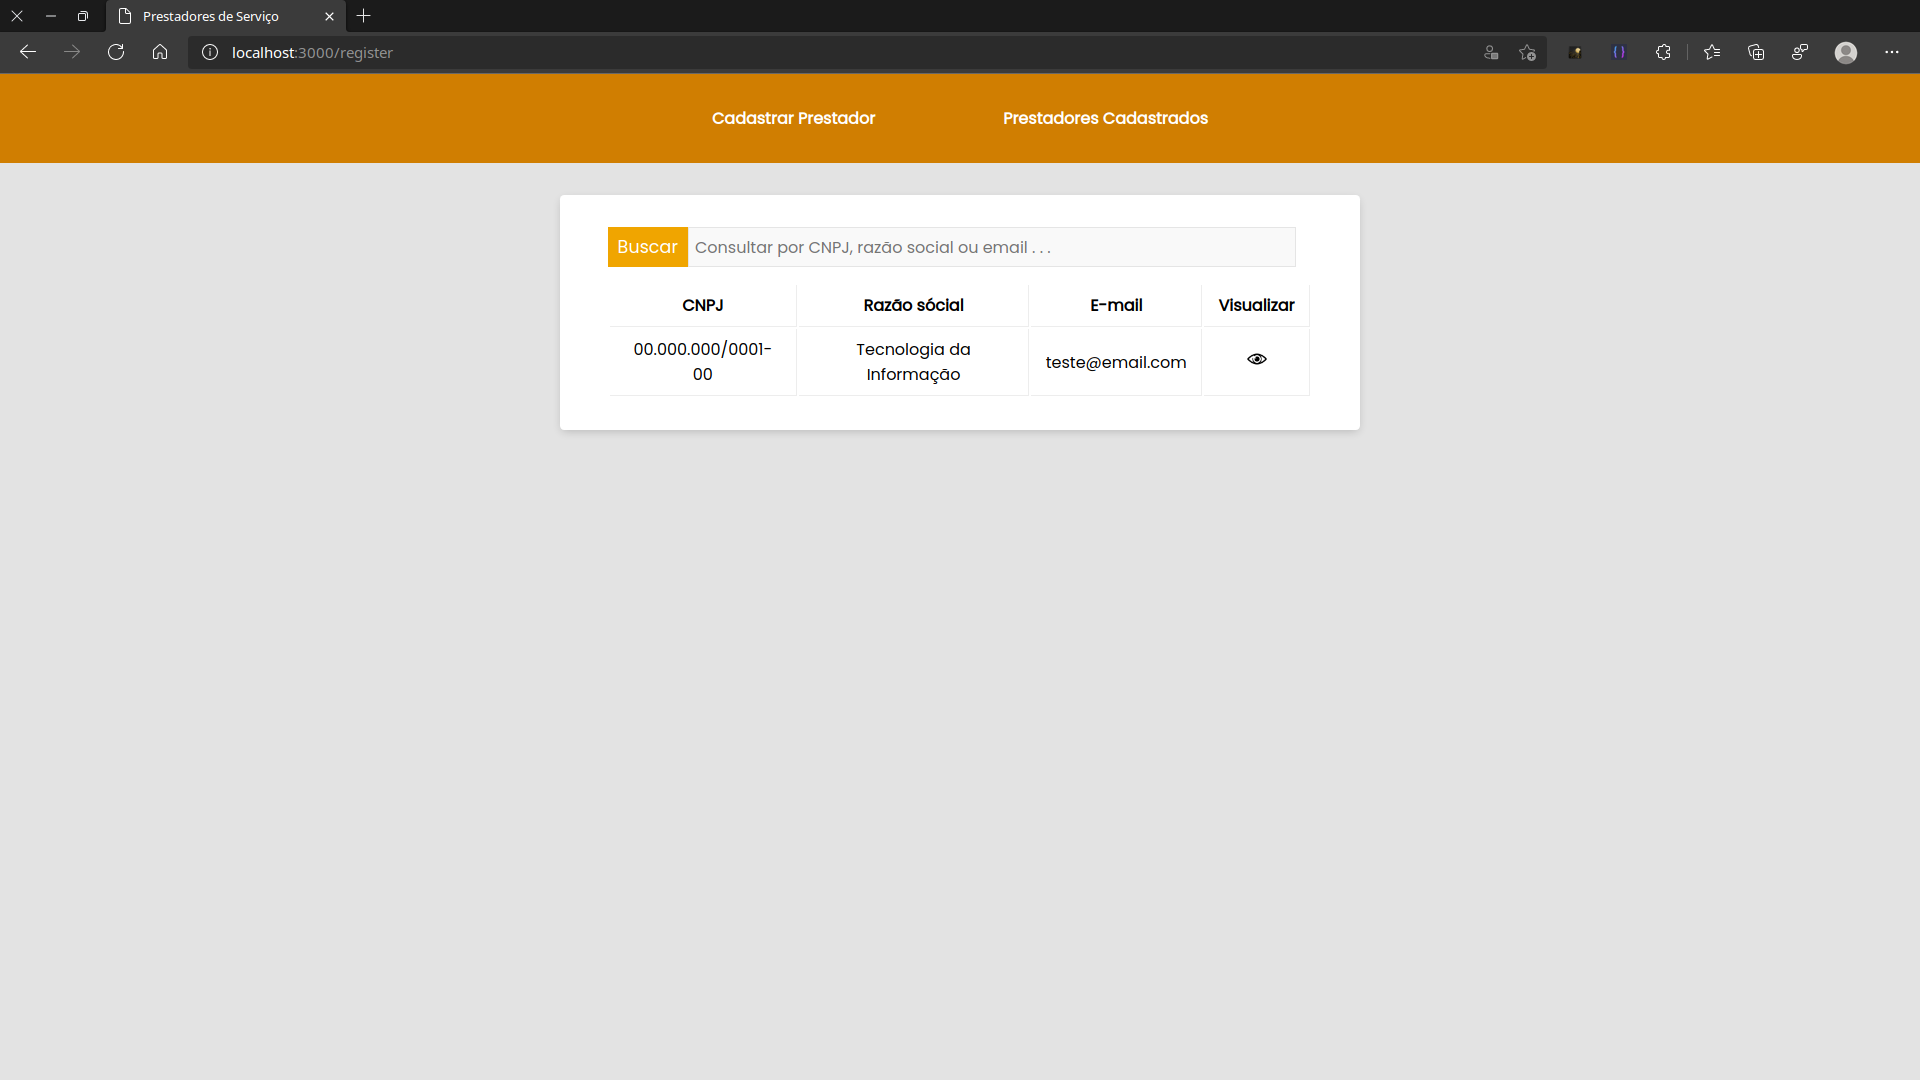 Prestadores de Serviço
localhost:3000/register
Cadastrar Prestador
Prestadores Cadastrados
Buscar
Consultar por CNPJ, razão social ou email . . .
CNPJ
Razão sócial
E-mail
Visualizar
00.000.000/0001-
00
Tecnologia da
Informação
teste@email.com